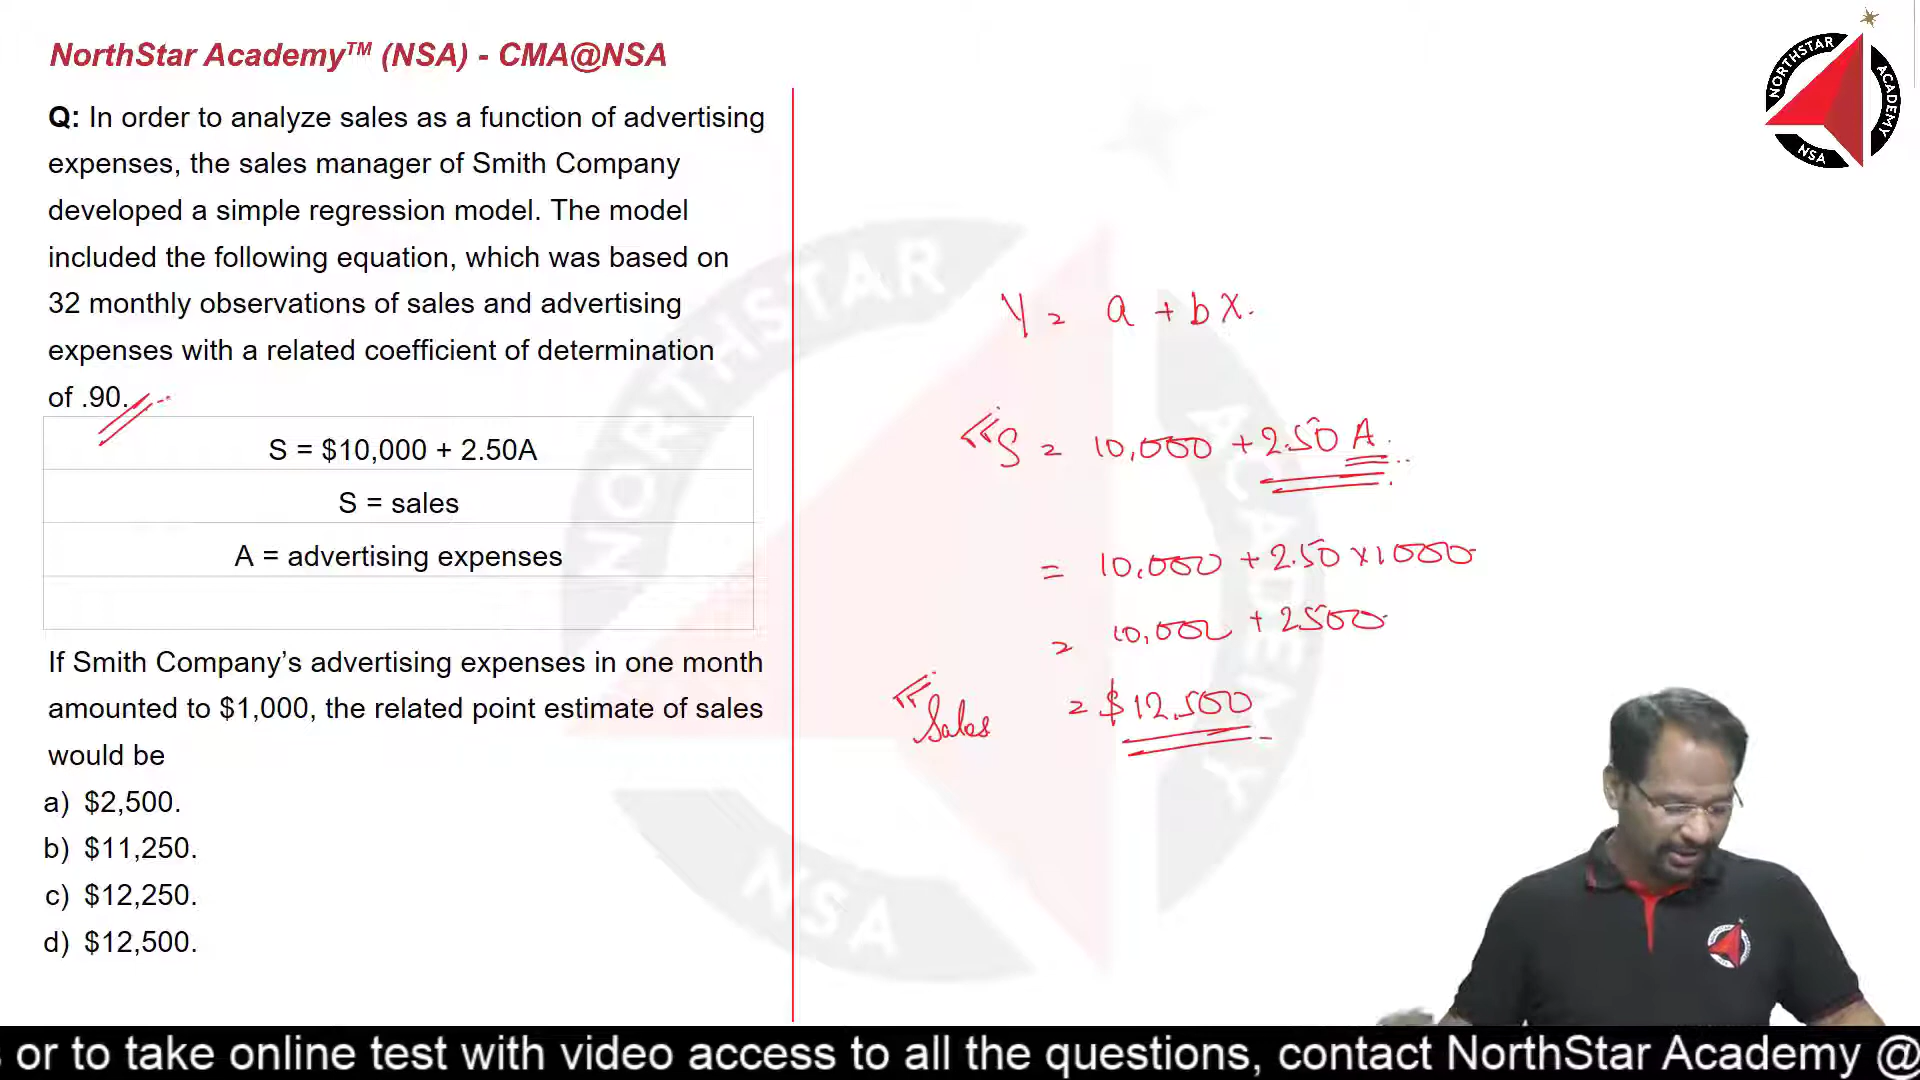 NorthStar Academy™ (NSA) - CMA@NSA
Q: In order to analyze sales as a function of advertising
expenses, the sales manager of Smith Company
developed a simple regression model. The model
included the following equation, which was based on
32 monthly observations of sales and advertising
expenses with a related coefficient of determination
of .90.
S = $10,000 + 2.50A
S = sales
A = advertising expenses
If Smith Company’s advertising expenses in one month
amounted to $1,000, the related point estimate of sales
would be
a) $2,500.
b) $11,250.
c) $12,250.
d) $12,500.
Y = a + bX.
S = 10,000 + 2.50 A
= 10,000 + 2.50 x 1000
= 10,000 + 2500
Sales = $12,500
NORTHSTAR
ACADEMY
NSA
NORTHSTAR
ACADEMY
NSA
s or to take online test with video access to all the questions, contact NorthStar Academy @